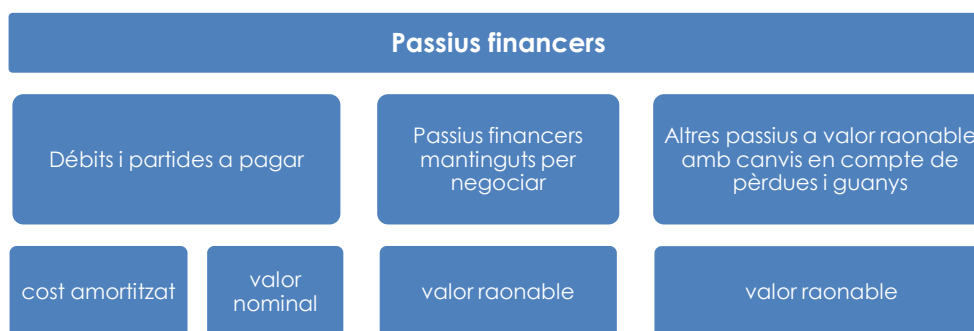 Passius financers
Débits i partides a pagar
Passius financers
mantinguts per
negociar
Altres passius a valor raonable
amb canvis en compte de
pèrdues i guanys
cost amortitzat
valor
nominal
valor raonable
valor raonable